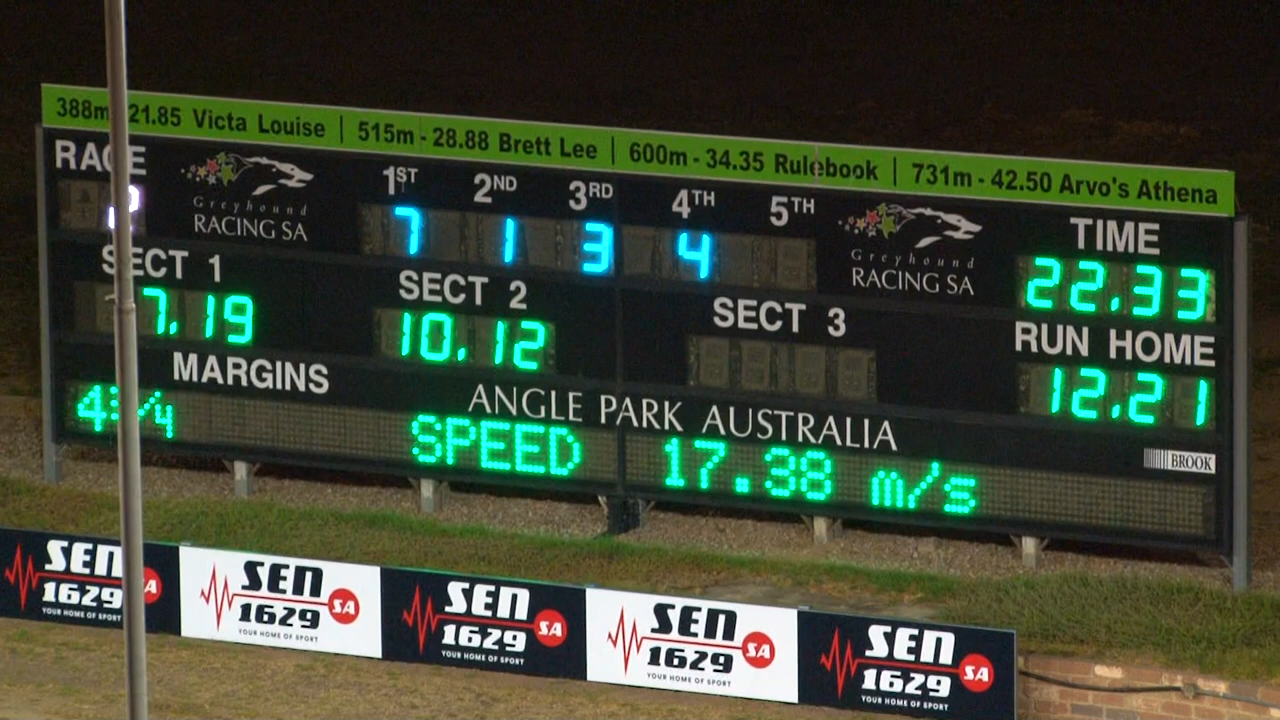 388m 21.85 Victa Louise | 515m - 28.88 Brett Lee | 600m - 34.35 Rulebook | 731m - 42.50 Arvo's Athena
RACE 1ST 2ND 3RD 4TH 5TH TIME
Greyhound RACING SA
7 1 3 4
Greyhound RACING SA
22.33
SECT 1 SECT 2 SECT 3 RUN HOME
7.19 10.12 12.21
MARGINS ANGLE PARK AUSTRALIA
SPEED 17.38 m/s
BROOK
SEN 1629 SA YOUR HOME OF SPORT
SEN 1629 SA YOUR HOME OF SPORT
SEN 1629 SA YOUR HOME OF SPORT
SEN 1629 SA YOUR HOME OF SPORT
SEN 1629 SA YOUR HOME OF SPORT